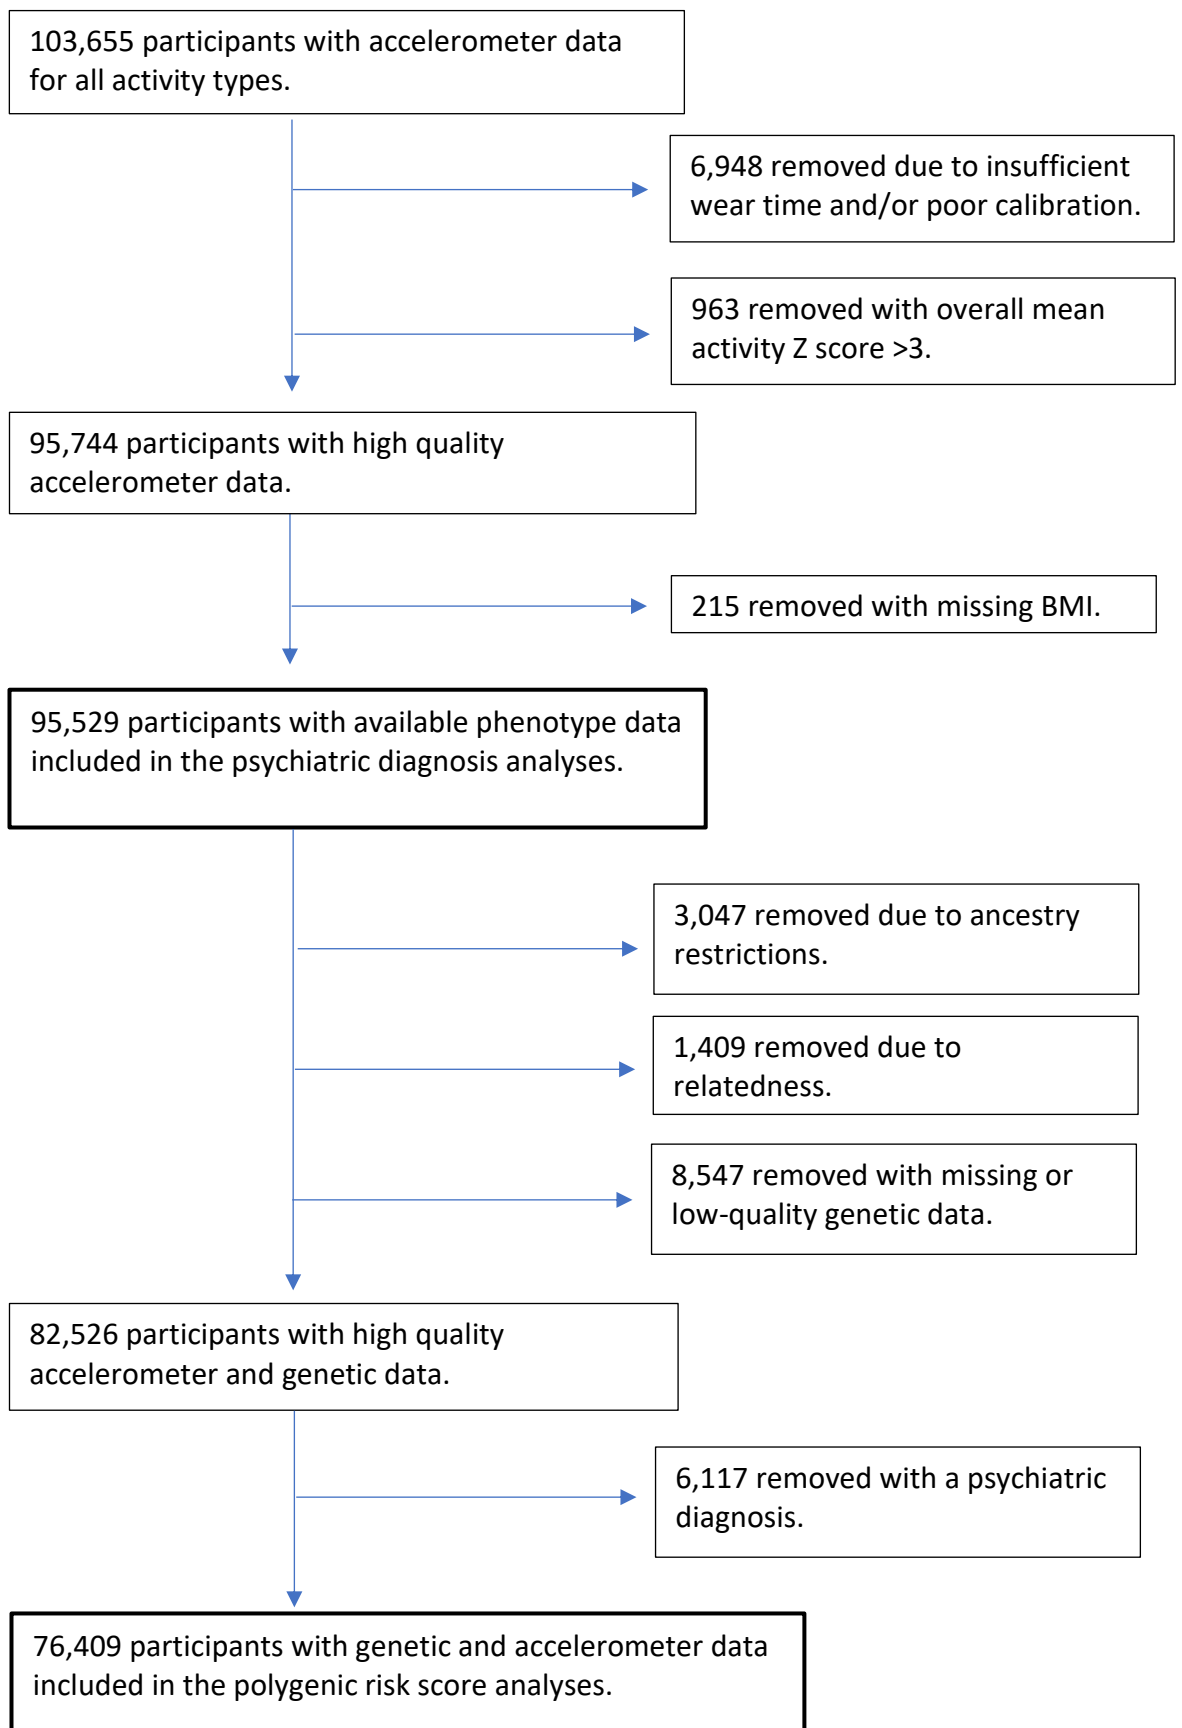 103,655 participants with accelerometer data
for all activity types.
6,948 removed due to insufficient
wear time and/or poor calibration.
963 removed with overall mean
activity Z score >3.
95,744 participants with high quality
accelerometer data.
215 removed with missing BMI.
95,529 participants with available phenotype data
included in the psychiatric diagnosis analyses.
3,047 removed due to ancestry
restrictions.
1,409 removed due to
relatedness.
8,547 removed with missing or
low-quality genetic data.
82,526 participants with high quality
accelerometer and genetic data.
6,117 removed with a psychiatric
diagnosis.
76,409 participants with genetic and accelerometer data
included in the polygenic risk score analyses.